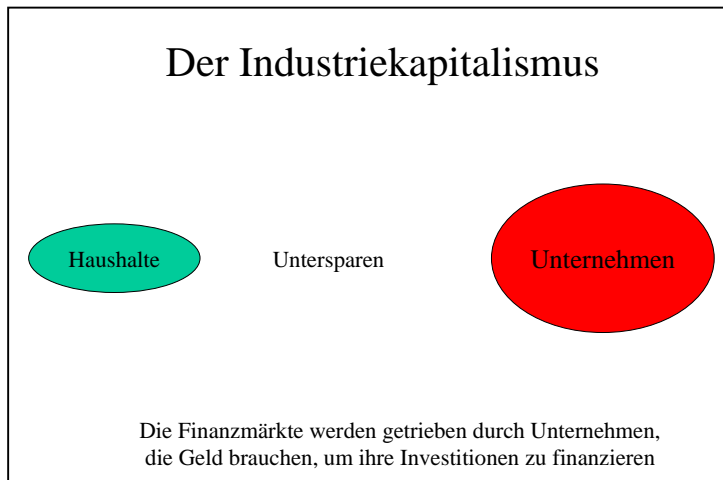 Der Industriekapitalismus
Haushalte
Untersparen
Unternehmen
Die Finanzmärkte werden getrieben durch Unternehmen,
die Geld brauchen, um ihre Investitionen zu finanzieren